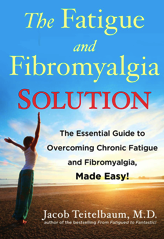 The Fatigue
and
Fibromyalgia
SOLUTION
The Essential Guide to
Overcoming Chronic Fatigue
and Fibromyalgia,
Made Easy!
Jacob Teitelbaum, M.D.
author of the bestselling From Fatigued to Fantastic!